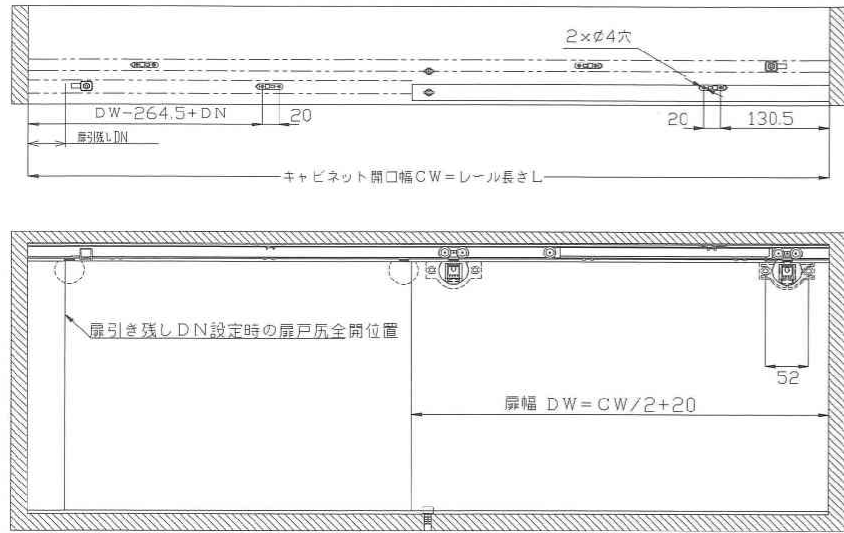 2×φ4穴
DW-264.5+DN
20
20
130.5
扉引残しDN
キャビネット開口幅CW=レール長さL
扉引き残しDN設定時の扉戸尻全開位置
52
扉幅 DW=CW/2+20